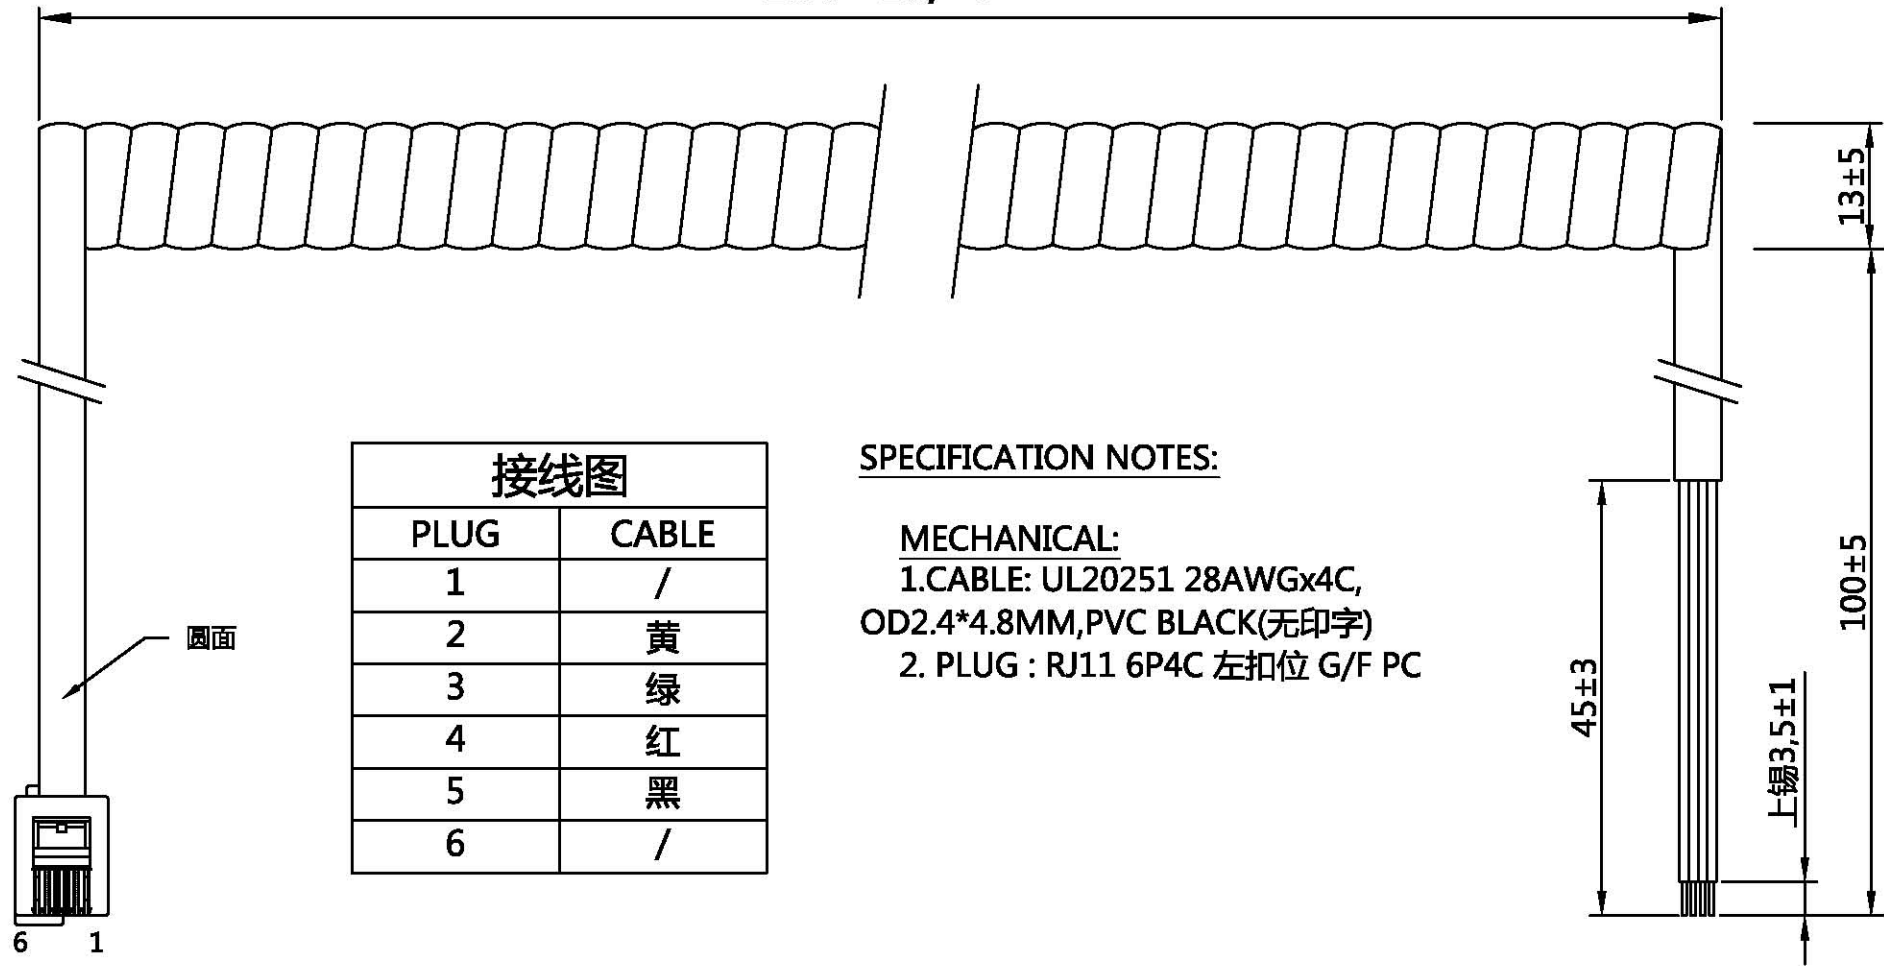 13±5
接线图
PLUG CABLE
1 /
2 黄
3 绿
4 红
5 黑
6 /
SPECIFICATION NOTES:
MECHANICAL:
1.CABLE: UL20251 28AWGx4C,
OD2.4*4.8MM,PVC BLACK(无印字)
2. PLUG : RJ11 6P4C 左扣位 G/F PC
圆面
45±3
100±5
上锡3,5±1
6 1